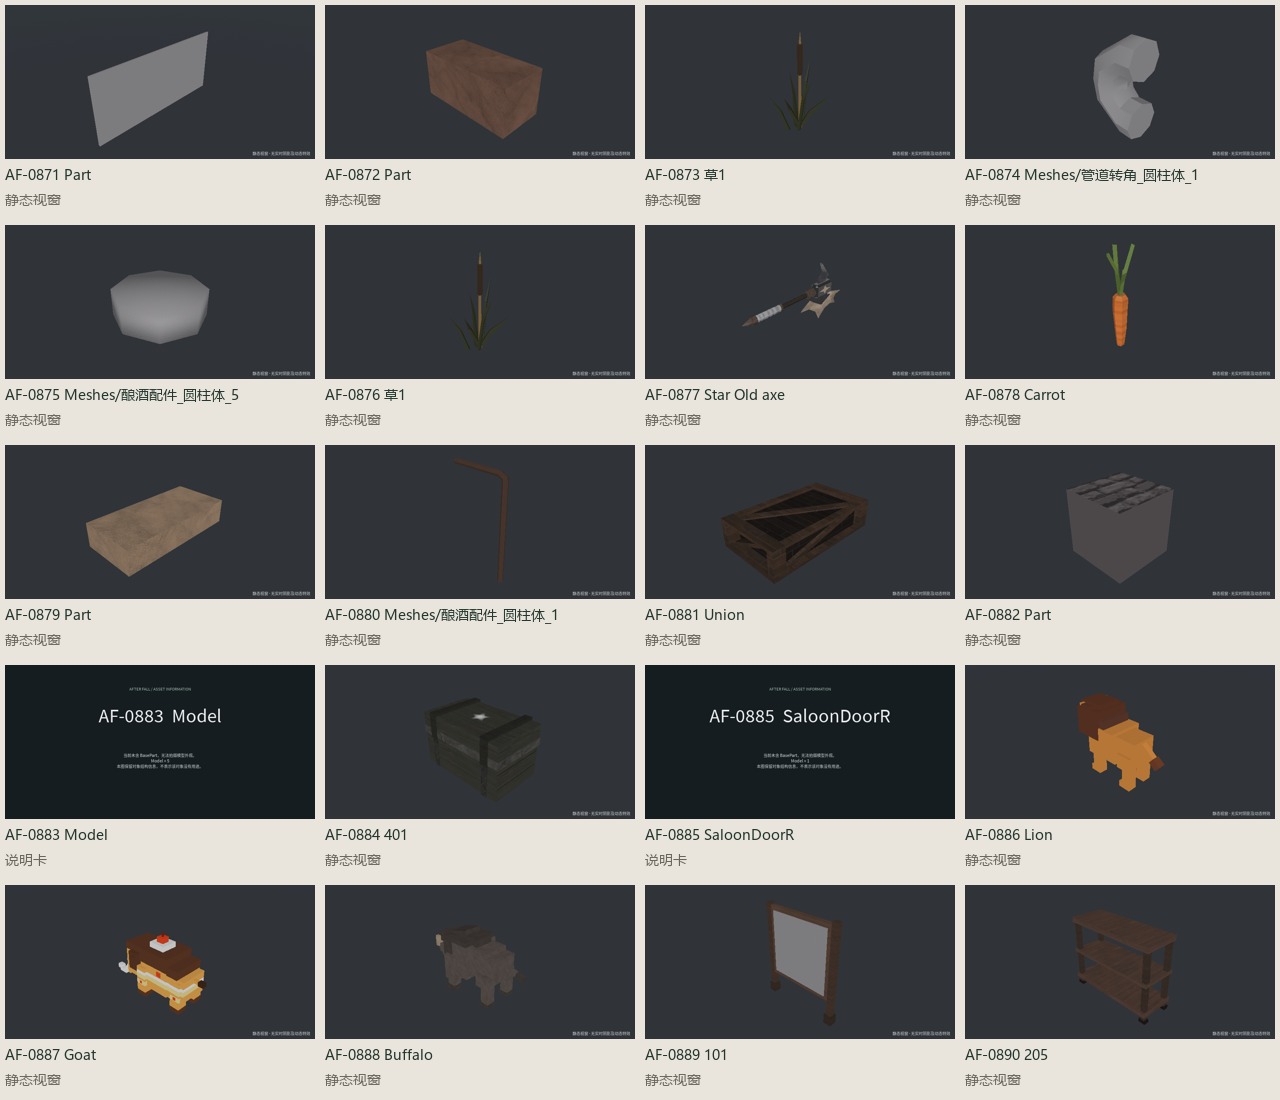 AF-0871 Part
静态视窗
AF-0872 Part
静态视窗
AF-0873 草1
静态视窗
AF-0874 Meshes/管道转角_圆柱体_1
静态视窗
AF-0875 Meshes/酿酒配件_圆柱体_5
静态视窗
AF-0876 草1
静态视窗
AF-0877 Star Old axe
静态视窗
AF-0878 Carrot
静态视窗
AF-0879 Part
静态视窗
AF-0880 Meshes/酿酒配件_圆柱体_1
静态视窗
AF-0881 Union
静态视窗
AF-0882 Part
静态视窗
AFTER FALL / ASSET INFORMATION
AF-0883 Model
AF-0883 Model
说明卡
AF-0884 401
静态视窗
AFTER FALL / ASSET INFORMATION
AF-0885 SaloonDoorR
AF-0885 SaloonDoorR
说明卡
AF-0886 Lion
静态视窗
AF-0887 Goat
静态视窗
AF-0888 Buffalo
静态视窗
AF-0889 101
静态视窗
AF-0890 205
静态视窗